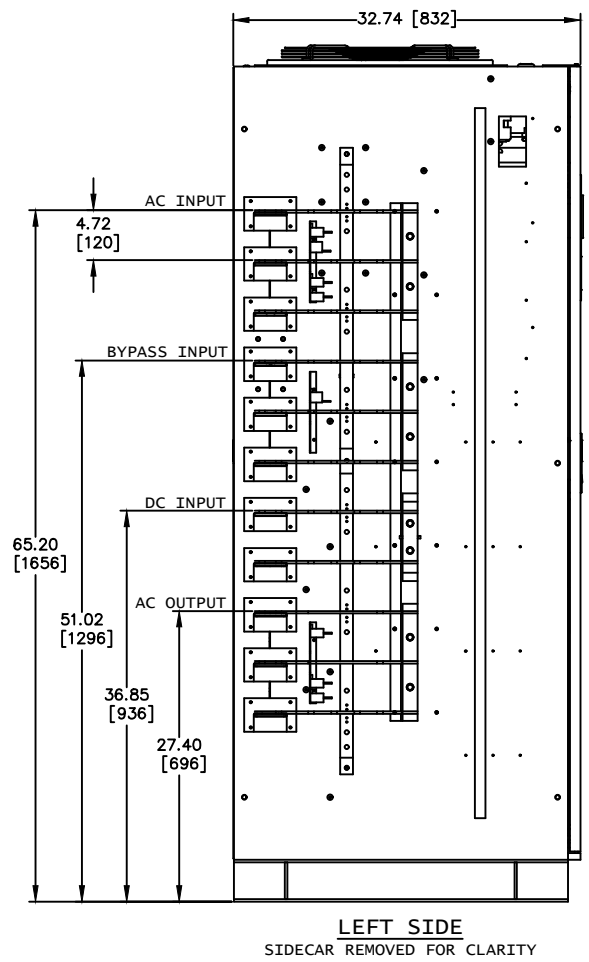 32.74 [832]
AC INPUT
4.72
[120]
BYPASS INPUT
DC INPUT
65.20
[1656]
AC OUTPUT
51.02
[1296]
36.85
[936]
27.40
[696]
LEFT SIDE
SIDECAR REMOVED FOR CLARITY